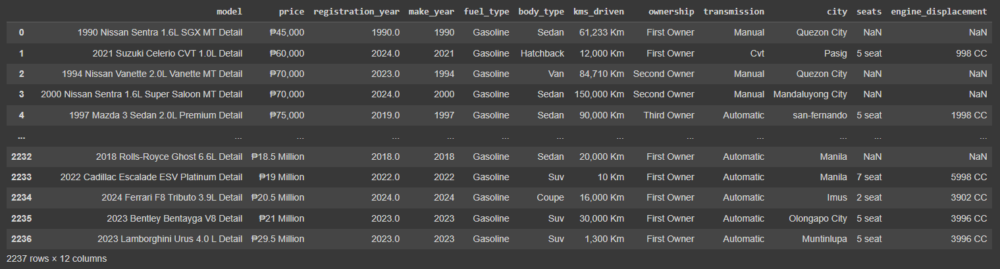 model price registration_year make_year fuel_type body_type kms_driven ownership transmission city seats engine_displacement
0 1990 Nissan Sentra 1.6L SGX MT Detail ₱45,000 1990.0 1990 Gasoline Sedan 61,233 Km First Owner Manual Quezon City NaN NaN
1 2021 Suzuki Celerio CVT 1.0L Detail ₱60,000 2024.0 2021 Gasoline Hatchback 12,000 Km First Owner Cvt Pasig 5 seat 998 CC
2 1994 Nissan Vanette 2.0L Vanette MT Detail ₱70,000 2023.0 1994 Gasoline Van 84,710 Km Second Owner Manual Quezon City NaN NaN
3 2000 Nissan Sentra 1.6L Super Saloon MT Detail ₱70,000 2024.0 2000 Gasoline Sedan 150,000 Km Second Owner Manual Mandaluyong City NaN NaN
4 1997 Mazda 3 Sedan 2.0L Premium Detail ₱75,000 2019.0 1997 Gasoline Sedan 90,000 Km Third Owner Automatic san-fernando 5 seat 1998 CC
... ... ... ... ... ... ... ... ... ... ... ... ...
2232 2018 Rolls-Royce Ghost 6.6L Detail ₱18.5 Million 2018.0 2018 Gasoline Sedan 20,000 Km First Owner Automatic Manila NaN NaN
2233 2022 Cadillac Escalade ESV Platinum Detail ₱19 Million 2022.0 2022 Gasoline Suv 10 Km First Owner Automatic Manila 7 seat 5998 CC
2234 2024 Ferrari F8 Tributo 3.9L Detail ₱20.5 Million 2024.0 2024 Gasoline Coupe 16,000 Km First Owner Automatic Imus 2 seat 3902 CC
2235 2023 Bentley Bentayga V8 Detail ₱21 Million 2023.0 2023 Gasoline Suv 30,000 Km First Owner Automatic Olongapo City 5 seat 3996 CC
2236 2023 Lamborghini Urus 4.0 L Detail ₱29.5 Million 2023.0 2023 Gasoline Suv 1,300 Km First Owner Automatic Muntinlupa 5 seat 3996 CC
2237 rows × 12 columns